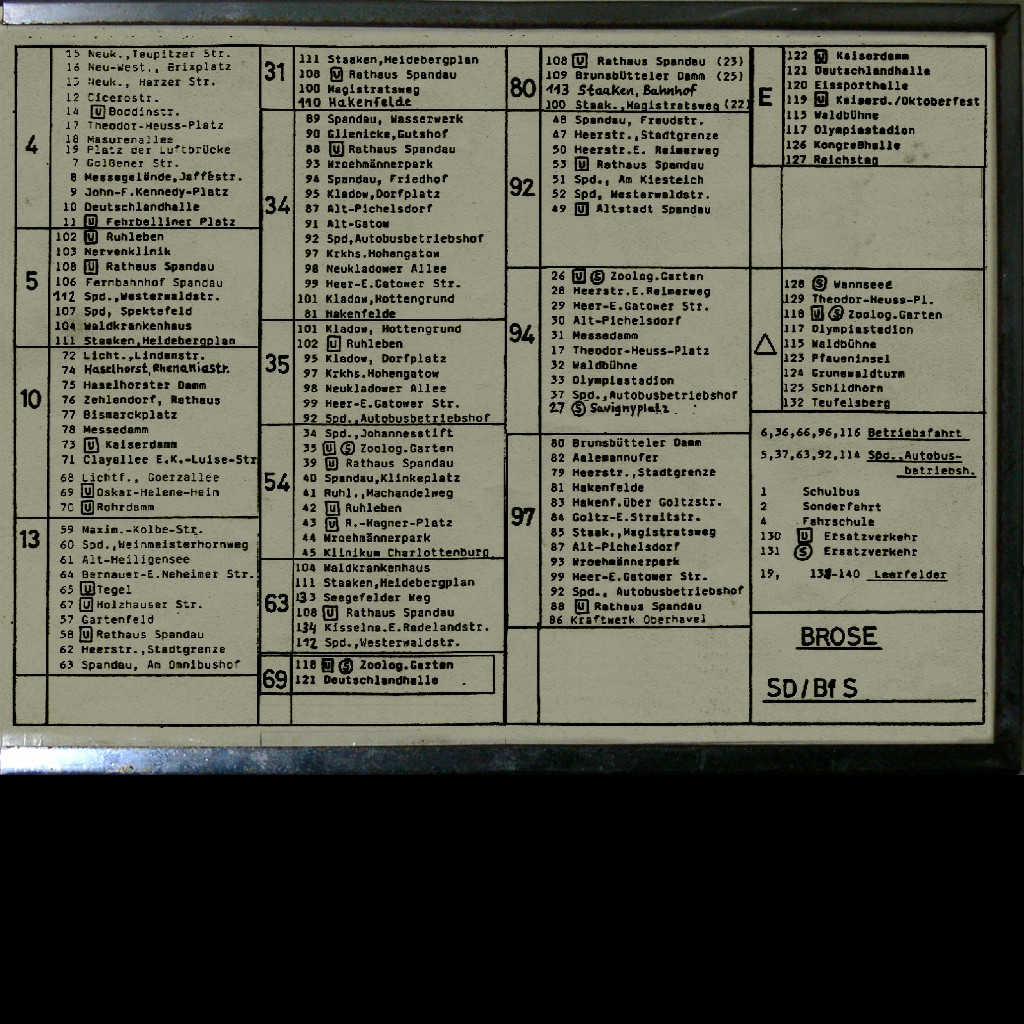 4
15 Neuk., Teupitzer Str.
16 Neu-West., Brixplatz
13 Neuk., Harzer Str.
12 Cicerostr.
14 U Boddinstr.
17 Theodor-Heuss-Platz
18 Masurenallee
19 Platz der Luftbrücke
7 Golßener Str.
8 Messegelände,Jafféstr.
9 John-F.Kennedy-Platz
10 Deutschlandhalle
11 U Fehrbelliner Platz
5
102 U Ruhleben
103 Nervenklinik
108 U Rathaus Spandau
106 Fernbahnhof Spandau
112 Spd.,Westerwaldstr.
107 Spd, Spektefeld
104 Waldkrankenhaus
111 Staaken,Heidebergplan
10
72 Licht.,Lindenstr.
74 Haselhorst,Rhenaniastr.
75 Haselhorster Damm
76 Zehlendorf, Rathaus
77 Bismarckplatz
78 Messedamm
73 U Kaiserdamm
71 Clayallee E.K.-Luise-Str
68 Lichtf., Goerzallee
69 U Oskar-Helene-Heim
70 U Rohrdamm
13
59 Maxim.-Kolbe-Str.
60 Spd.,Weinmeisterhornweg
61 Alt-Heiligensee
64 Bernauer-E.Neheimer Str.
65 U Tegel
67 U Holzhauser Str.
57 Gartenfeld
58 U Rathaus Spandau
62 Heerstr.,Stadtgrenze
63 Spandau, Am Omnibushof
31
111 Staaken,Heidebergplan
108 U Rathaus Spandau
100 Magistratsweg
110 Hakenfelde
34
89 Spandau, Wasserwerk
90 Glienicke,Gutshof
88 U Rathaus Spandau
93 Wroehmännerpark
94 Spandau, Friedhof
95 Kladow,Dorfplatz
87 Alt-Pichelsdorf
91 Alt-Gatow
92 Spd,Autobusbetriebshof
97 Krkhs.Hohengatow
98 Neukladower Allee
99 Heer-E.Gatower Str.
101 Kladow,Hottengrund
81 Hakenfelde
35
101 Kladow, Hottengrund
102 U Ruhleben
95 Kladow, Dorfplatz
97 Krkhs.Hohengatow
98 Neukladower Allee
99 Heer-E.Gatower Str.
92 Spd.,Autobusbetriebshof
54
34 Spd.,Johannesstift
35 U S Zoolog.Garten
39 U Rathaus Spandau
40 Spandau,Klinkeplatz
41 Ruhl.,Machandelweg
42 U Ruhleben
43 U R.-Wagner-Platz
44 Wroehmännerpark
45 Klinikum Charlottenburg
63
104 Waldkrankenhaus
111 Staaken,Heidebergplan
133 Seegefelder Weg
108 U Rathaus Spandau
134 Kisseln.E.Radelandstr.
112 Spd.,Westerwaldstr.
69
118 U S Zoolog.Garten
121 Deutschlandhalle
80
108 U Rathaus Spandau (23)
109 Brunsbütteler Damm (25)
113 Staaken, Bahnhof
100 Staak.,Magistratsweg (22)
92
48 Spandau, Freudstr.
47 Heerstr.,Stadtgrenze
50 Heerstr.E. Reimerweg
53 U Rathaus Spandau
51 Spd., Am Kiesteich
52 Spd, Westerwaldstr.
49 U Altstadt Spandau
94
26 U S Zoolog.Garten
28 Heerstr.E.Reimerweg
29 Heer-E.Gatower Str.
30 Alt-Pichelsdorf
31 Messedamm
17 Theodor-Heuss-Platz
32 Waldbühne
33 Olympiastadion
37 Spd.,Autobusbetriebshof
27 S Savignyplatz
97
80 Brunsbütteler Damm
82 Aalemannufer
79 Heerstr.,Stadtgrenze
81 Hakenfelde
83 Hakenf.über Goltzstr.
84 Goltz-E.Streitstr.
85 Staak.,Magistratsweg
87 Alt-Pichelsdorf
93 Wroehmännerpark
99 Heer-E.Gatower Str.
92 Spd., Autobusbetriebshof
88 U Rathaus Spandau
86 Kraftwerk Oberhavel
E
122 U Kaiserdamm
121 Deutschlandhalle
120 Eissporthalle
119 U Kaiserd./Oktoberfest
115 Waldbühne
117 Olympiastadion
126 Kongreßhalle
127 Reichstag
△
128 S Wannsee
129 Theodor-Heuss-Pl.
118 U S Zoolog.Garten
117 Olympiastadion
115 Waldbühne
123 Pfaueninsel
124 Grunewaldturm
125 Schildhorn
132 Teufelsberg
6,36,66,96,116 Betriebsfahrt
5,37,63,92,114 Spd.,Autobus-
betriebsh.
1 Schulbus
2 Sonderfahrt
4 Fahrschule
130 U Ersatzverkehr
131 S Ersatzverkehr
19, 138-140 Leerfelder
BROSE
SD/Bf S